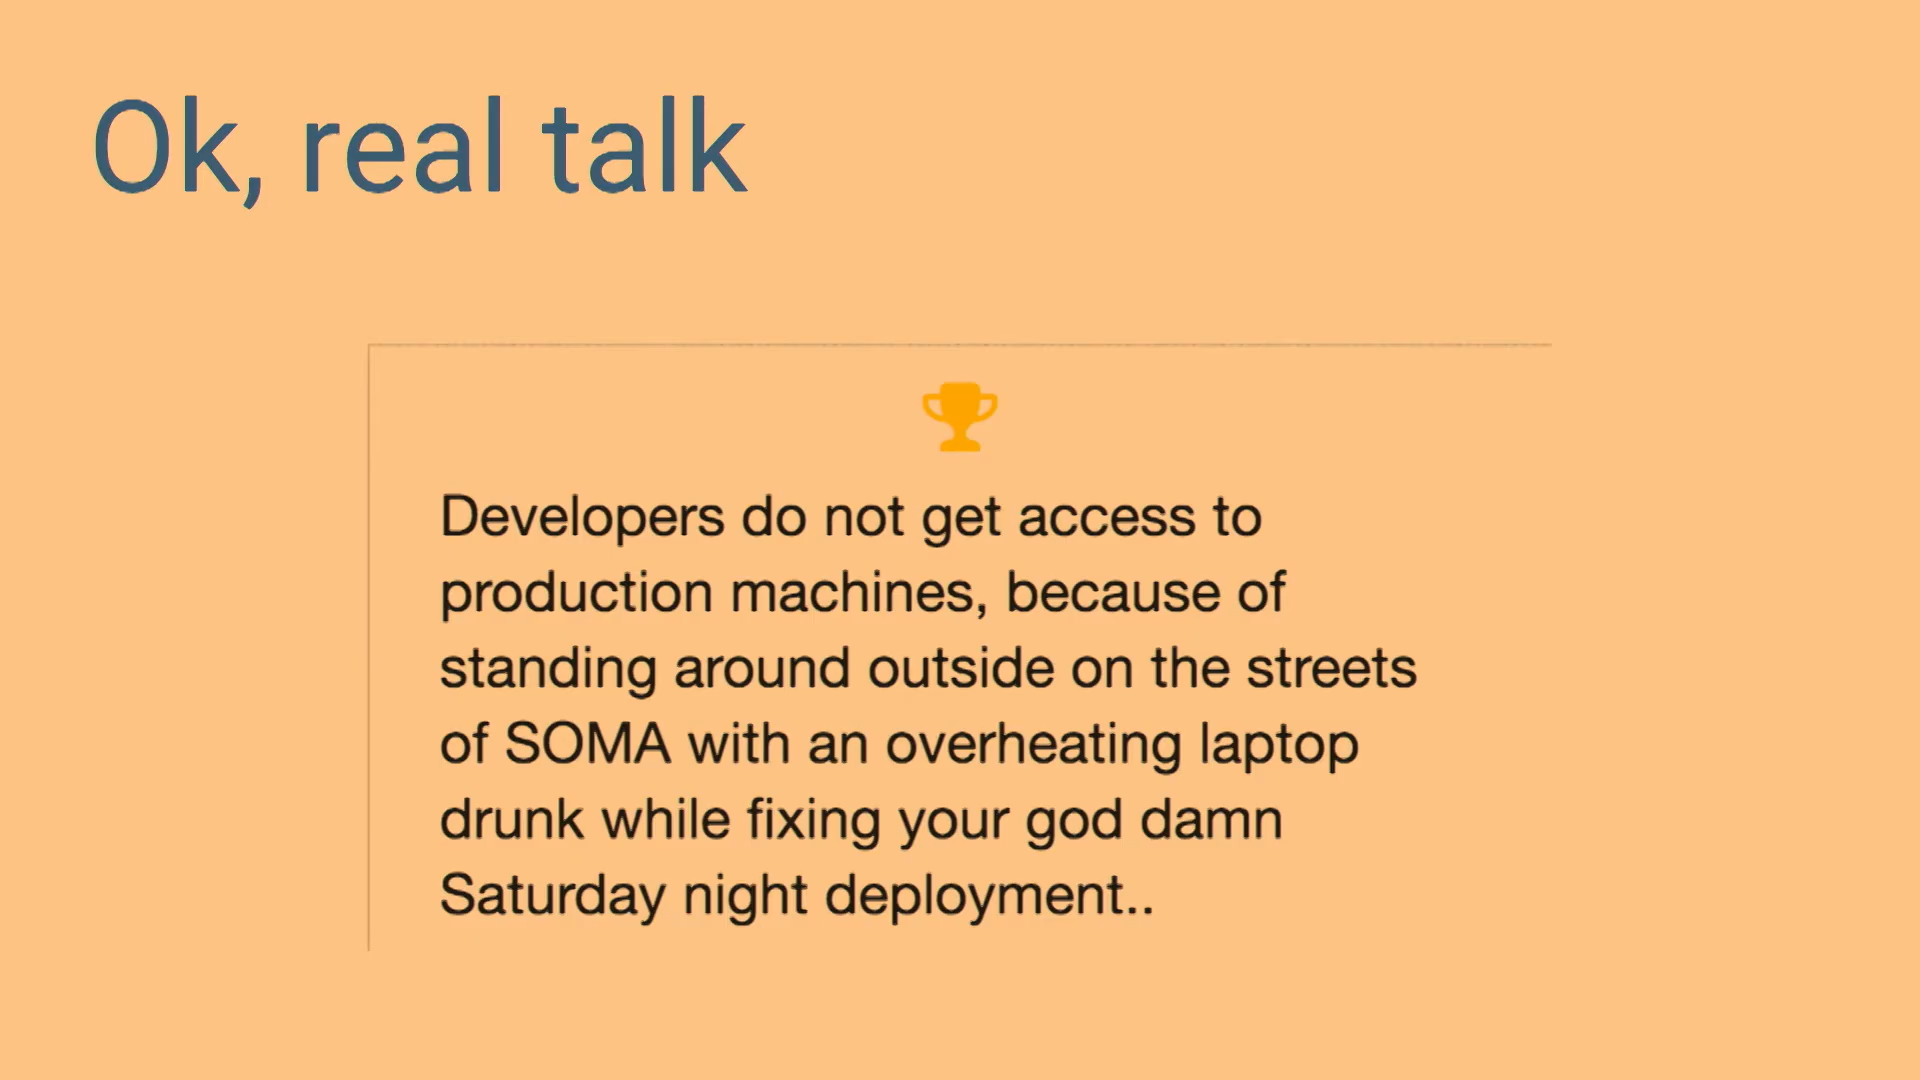 Ok, real talk
Developers do not get access to
production machines, because of
standing around outside on the streets
of SOMA with an overheating laptop
drunk while fixing your god damn
Saturday night deployment..